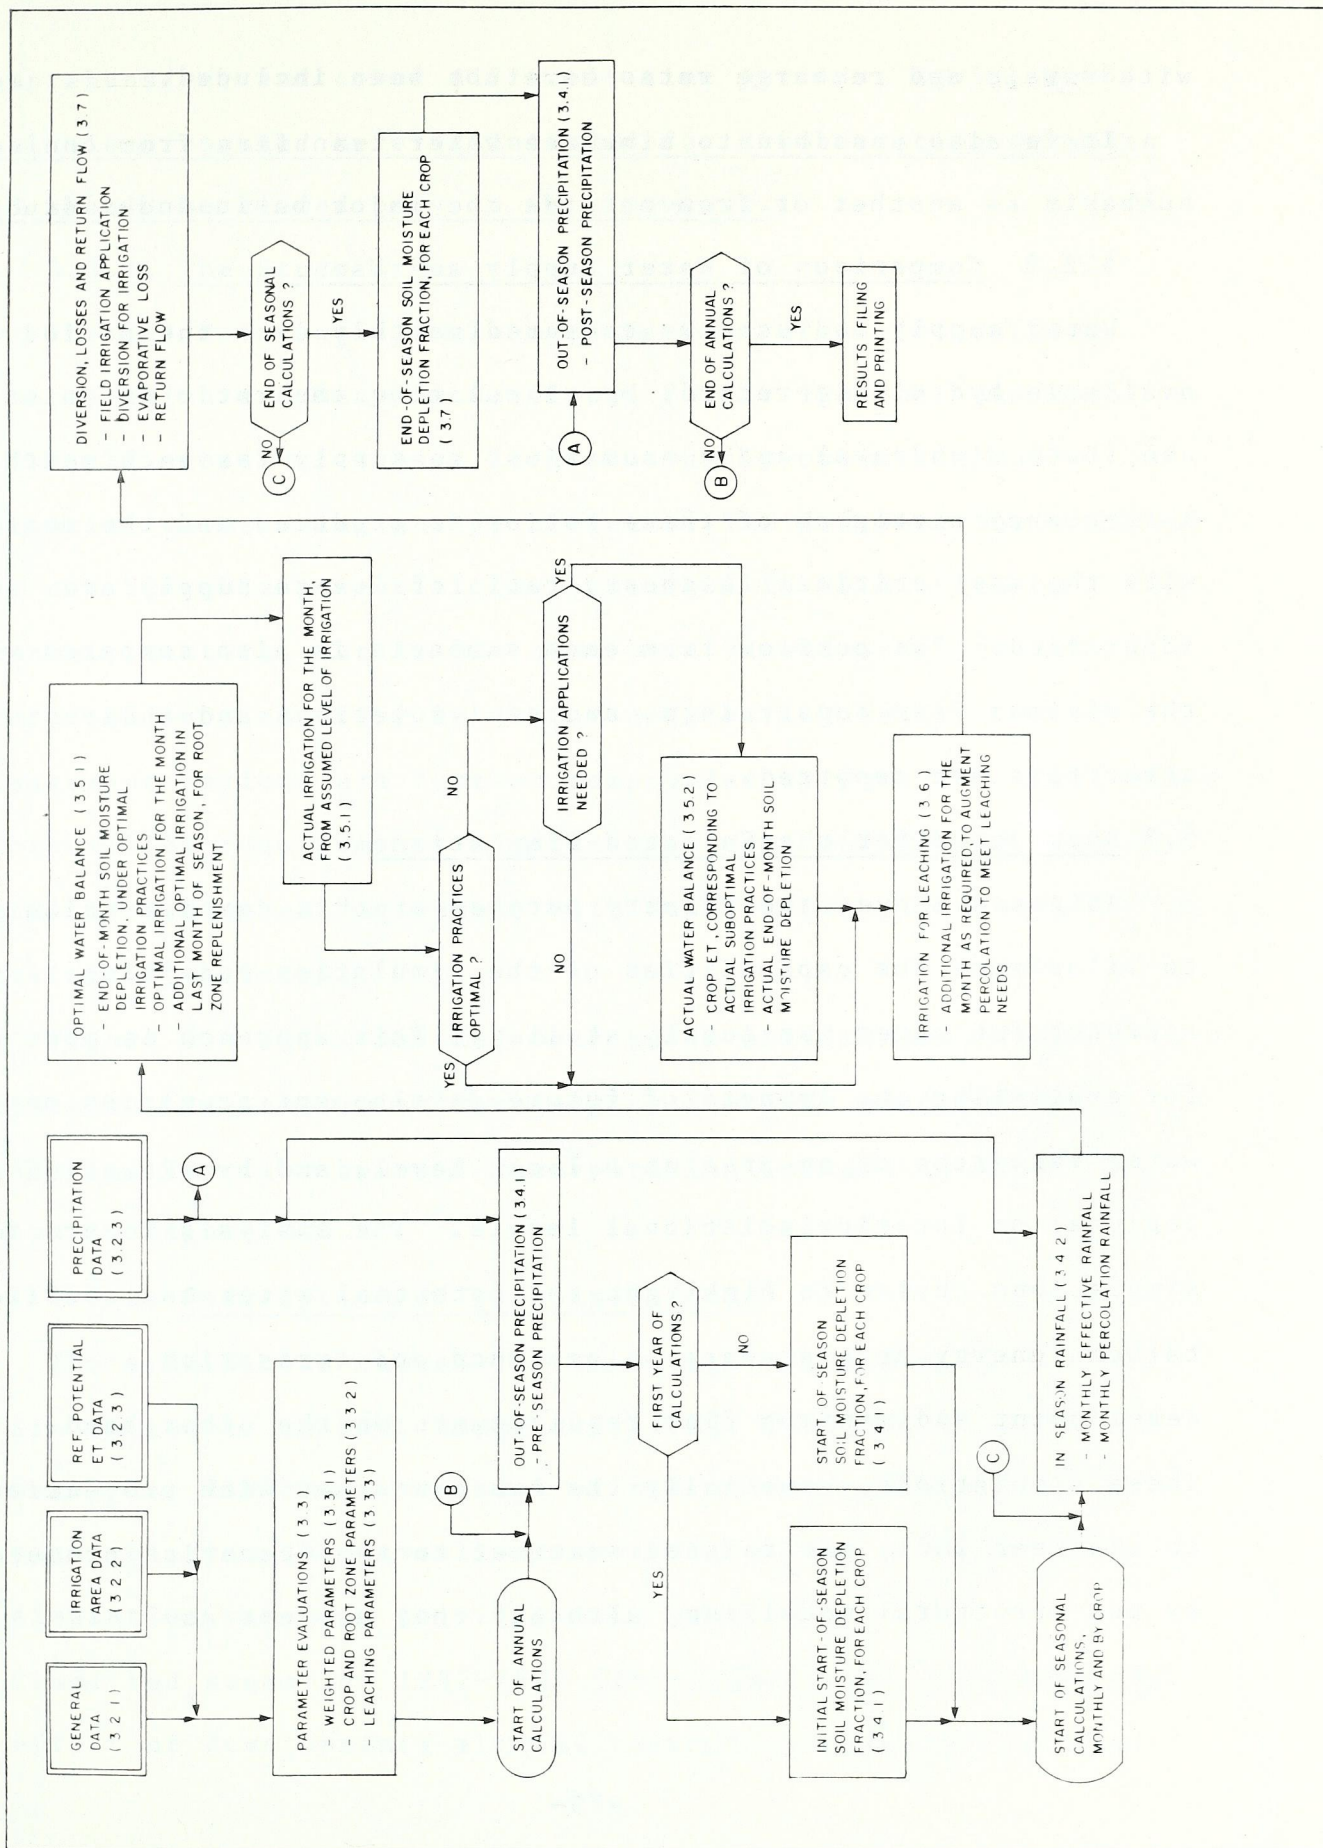 GENERAL
DATA
( 3.2.1 )
IRRIGATION
AREA DATA
( 3.2.2 )
REF. POTENTIAL
ET DATA
( 3.2.3 )
PRECIPITATION
DATA
( 3.2.3 )
A
PARAMETER EVALUATIONS ( 3.3 )
- WEIGHTED PARAMETERS ( 3.3.1 )
- CROP AND ROOT ZONE PARAMETERS ( 3.3.2 )
- LEACHING PARAMETERS ( 3.3.3 )
START OF ANNUAL
CALCULATIONS
B
OUT-OF-SEASON PRECIPITATION ( 3.4.1 )
- PRE-SEASON PRECIPITATION
FIRST YEAR OF
CALCULATIONS ?
YES
NO
INITIAL START-OF-SEASON
SOIL MOISTURE DEPLETION
FRACTION, FOR EACH CROP
( 3.4.1 )
START OF SEASON
SOIL MOISTURE DEPLETION
FRACTION, FOR EACH CROP
( 3.4.1 )
START OF SEASONAL
CALCULATIONS,
MONTHLY AND BY CROP
C
IN SEASON RAINFALL ( 3.4.2 )
- MONTHLY EFFECTIVE RAINFALL
- MONTHLY PERCOLATION RAINFALL
OPTIMAL WATER BALANCE ( 3.5.1 )
- END-OF-MONTH SOIL MOISTURE
DEPLETION, UNDER OPTIMAL
IRRIGATION PRACTICES
- OPTIMAL IRRIGATION FOR THE MONTH
- ADDITIONAL OPTIMAL IRRIGATION IN
LAST MONTH OF SEASON, FOR ROOT
ZONE REPLENISHMENT
ACTUAL IRRIGATION FOR THE MONTH,
FROM ASSUMED LEVEL OF IRRIGATION
( 3.5.1 )
IRRIGATION PRACTICES
OPTIMAL ?
YES
NO
IRRIGATION APPLICATIONS
NEEDED ?
NO
YES
ACTUAL WATER BALANCE ( 3.5.2 )
- CROP ET, CORRESPONDING TO
ACTUAL SUBOPTIMAL
IRRIGATION PRACTICES
- ACTUAL END-OF-MONTH SOIL
MOISTURE DEPLETION
IRRIGATION FOR LEACHING ( 3.6 )
- ADDITIONAL IRRIGATION FOR THE
MONTH AS REQUIRED, TO AUGMENT
PERCOLATION TO MEET LEACHING
NEEDS
DIVERSION, LOSSES AND RETURN FLOW ( 3.7 )
- FIELD IRRIGATION APPLICATION
- DIVERSION FOR IRRIGATION
- EVAPORATIVE LOSS
- RETURN FLOW
END OF SEASONAL
CALCULATIONS ?
NO
C
YES
END-OF-SEASON SOIL MOISTURE
DEPLETION FRACTION, FOR EACH CROP
( 3.7 )
A
OUT-OF-SEASON PRECIPITATION ( 3.4.1 )
- POST-SEASON PRECIPITATION
END OF ANNUAL
CALCULATIONS ?
NO
B
YES
RESULTS FILING
AND PRINTING